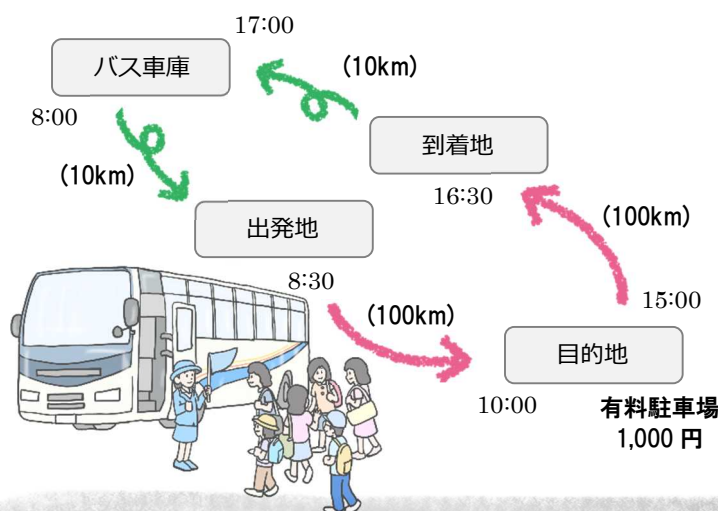 17:00
バス車庫
(10km)
8:00
到着地
(10km)
16:30
出発地
(100km)
8:30
15:00
(100km)
目的地
10:00
有料駐車場
1,000 円